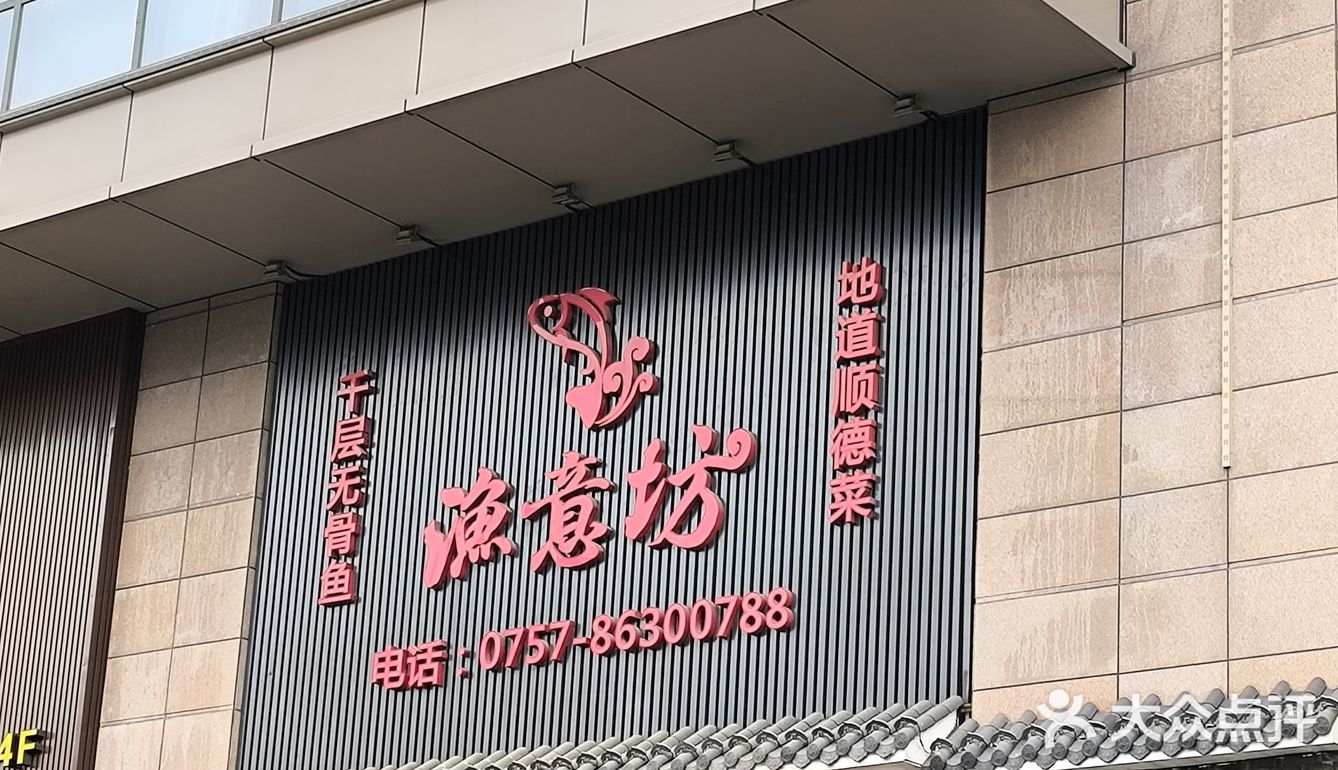 千层无骨鱼
渔意坊
地道顺德菜
电话：0757-86300788
4F
大众点评